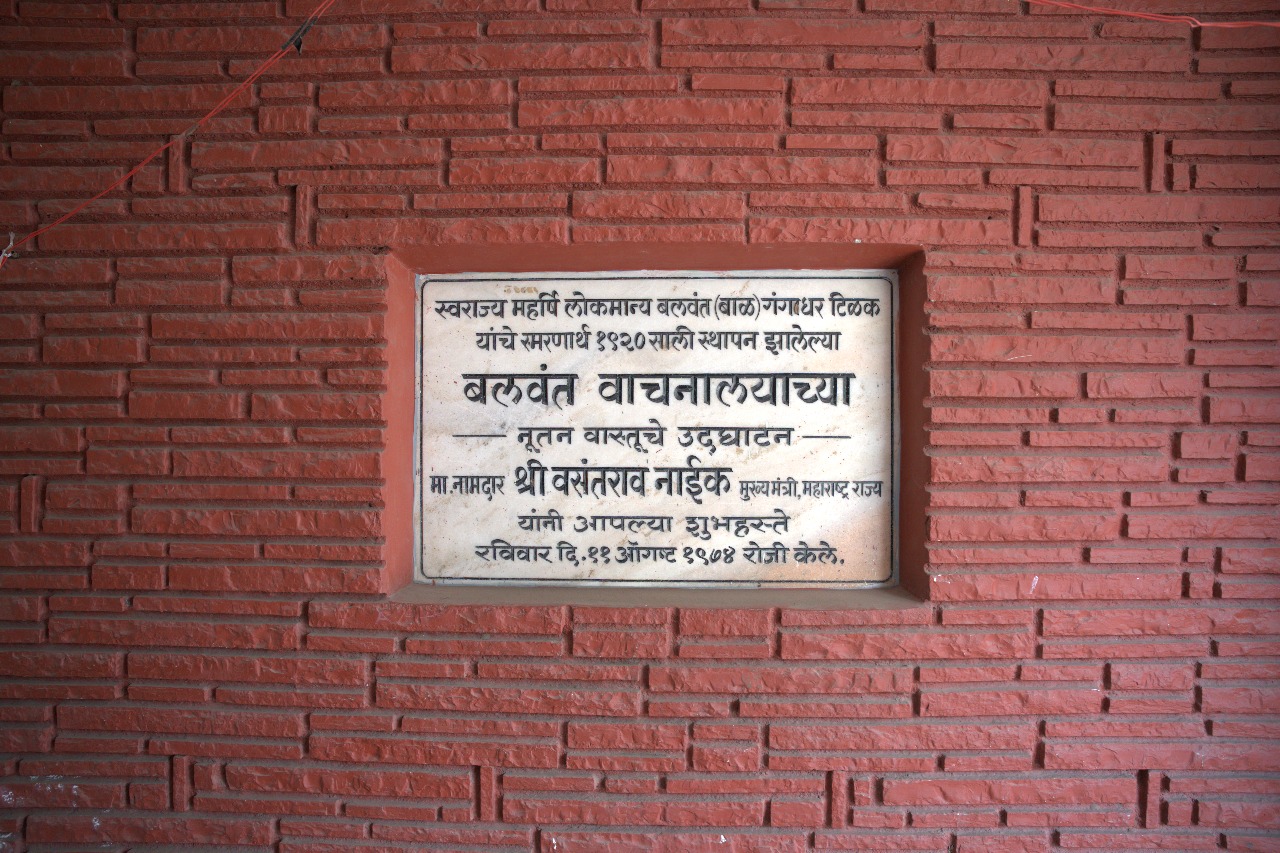 स्वराज्य महर्षि लोकमान्य बलवंत (बाळ) गंगाधर टिळक
यांचे स्मरणार्थ १९२० साली स्थापन झालेल्या
बलवंत वाचनालयाच्या
नूतन वास्तूचे उद्घाटन
मा. नामदार श्री वसंतराव नाईक मुख्यमंत्री, महाराष्ट्र राज्य
यांनी आपल्या शुभहस्ते
रविवार दि. ११ ऑगष्ट १९७४ रोजी केले.